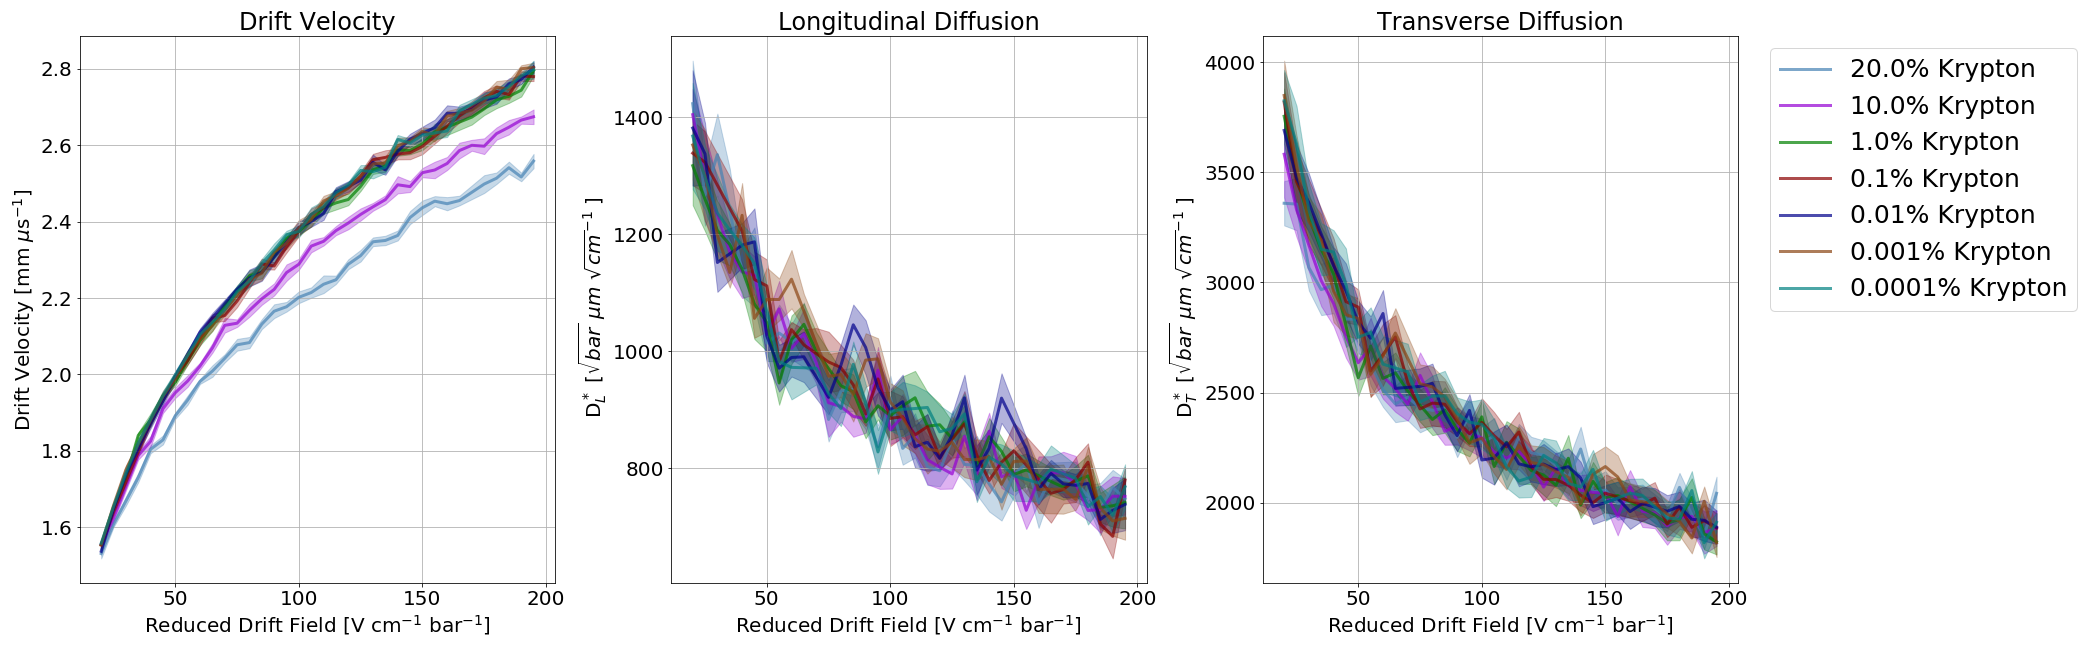 Drift Velocity
Longitudinal Diffusion
Transverse Diffusion
Drift Velocity [mm μs⁻¹]
2.8
2.6
2.4
2.2
2.0
1.8
1.6
50
100
150
200
Reduced Drift Field [V cm⁻¹ bar⁻¹]
D*_L [√bar μm √cm⁻¹ ]
1400
1200
1000
800
50
100
150
200
Reduced Drift Field [V cm⁻¹ bar⁻¹]
D*_T [√bar μm √cm⁻¹ ]
4000
3500
3000
2500
2000
50
100
150
200
Reduced Drift Field [V cm⁻¹ bar⁻¹]
20.0% Krypton
10.0% Krypton
1.0% Krypton
0.1% Krypton
0.01% Krypton
0.001% Krypton
0.0001% Krypton